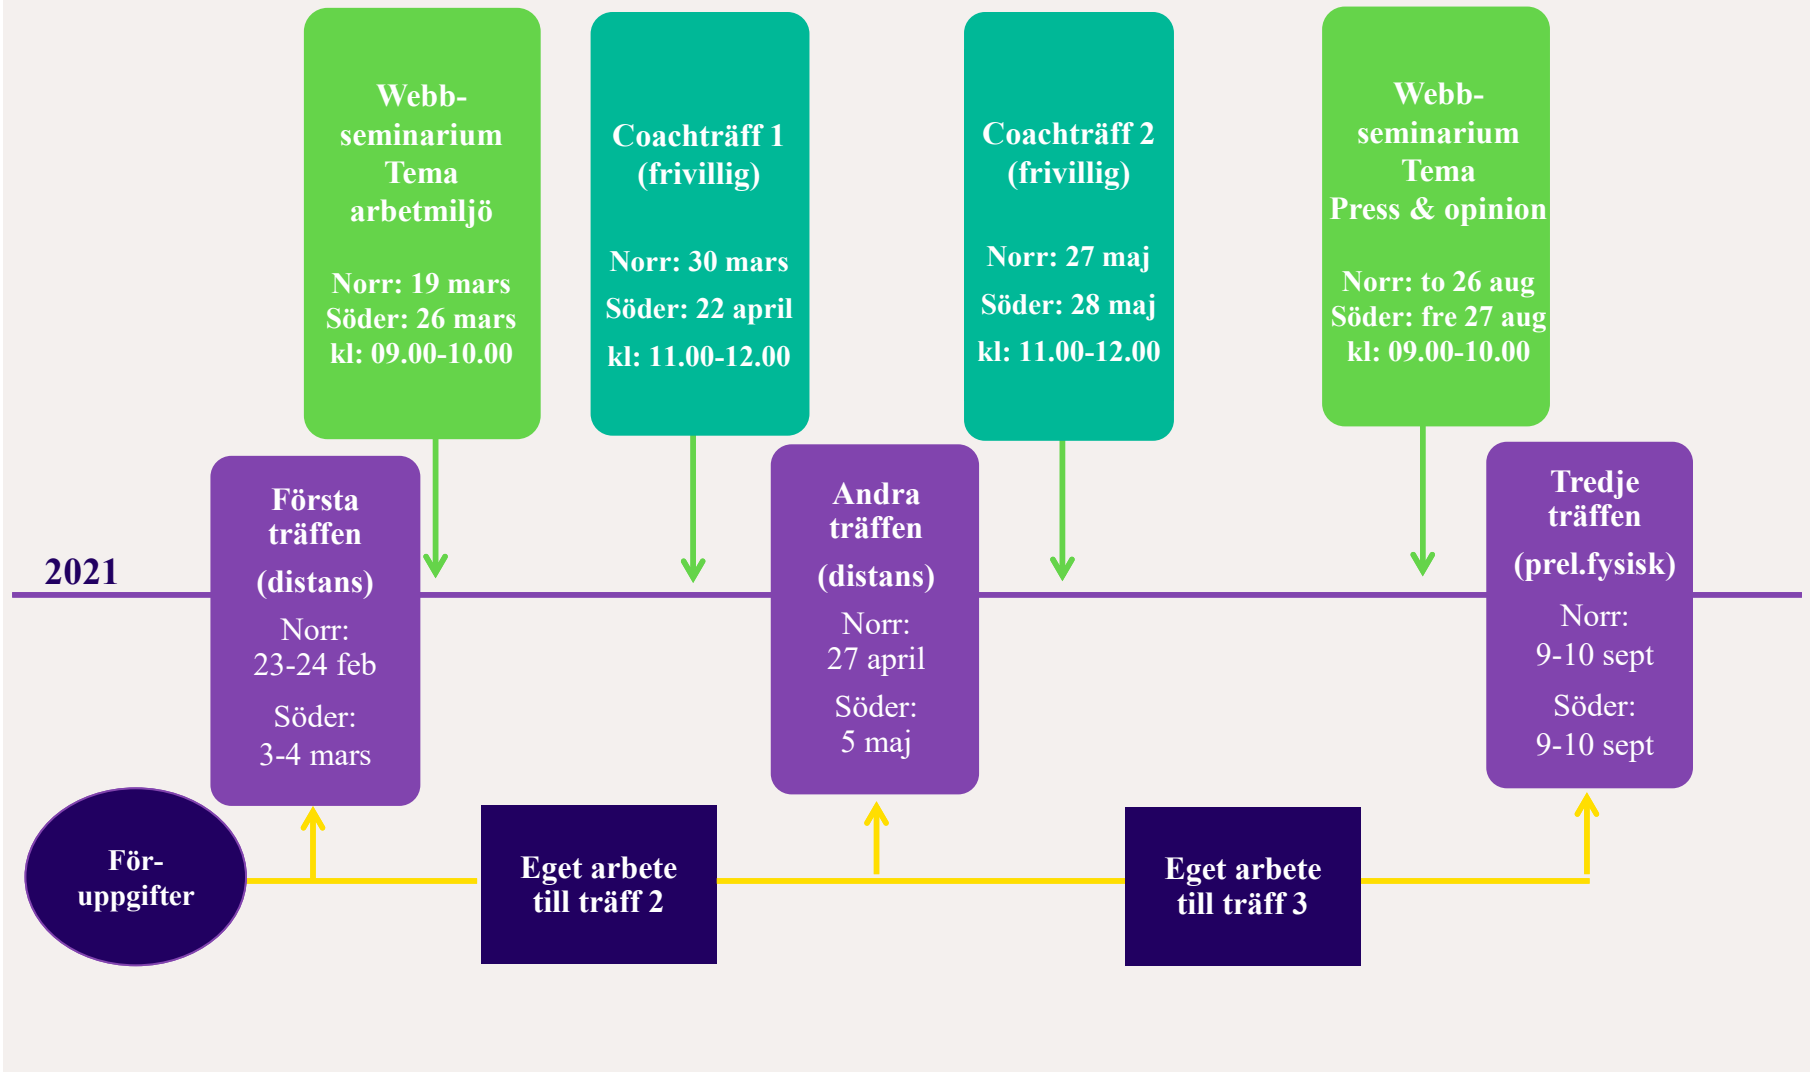 Webb-
seminarium
Tema
arbetmiljö
Norr: 19 mars
Söder: 26 mars
kl: 09.00-10.00
Coachträff 1
(frivillig)
Norr: 30 mars
Söder: 22 april
kl: 11.00-12.00
Coachträff 2
(frivillig)
Norr: 27 maj
Söder: 28 maj
kl: 11.00-12.00
Webb-
seminarium
Tema
Press & opinion
Norr: to 26 aug
Söder: fre 27 aug
kl: 09.00-10.00
2021
Första
träffen
(distans)
Norr:
23-24 feb
Söder:
3-4 mars
Andra
träffen
(distans)
Norr:
27 april
Söder:
5 maj
Tredje
träffen
(prel.fysisk)
Norr:
9-10 sept
Söder:
9-10 sept
För-
uppgifter
Eget arbete
till träff 2
Eget arbete
till träff 3